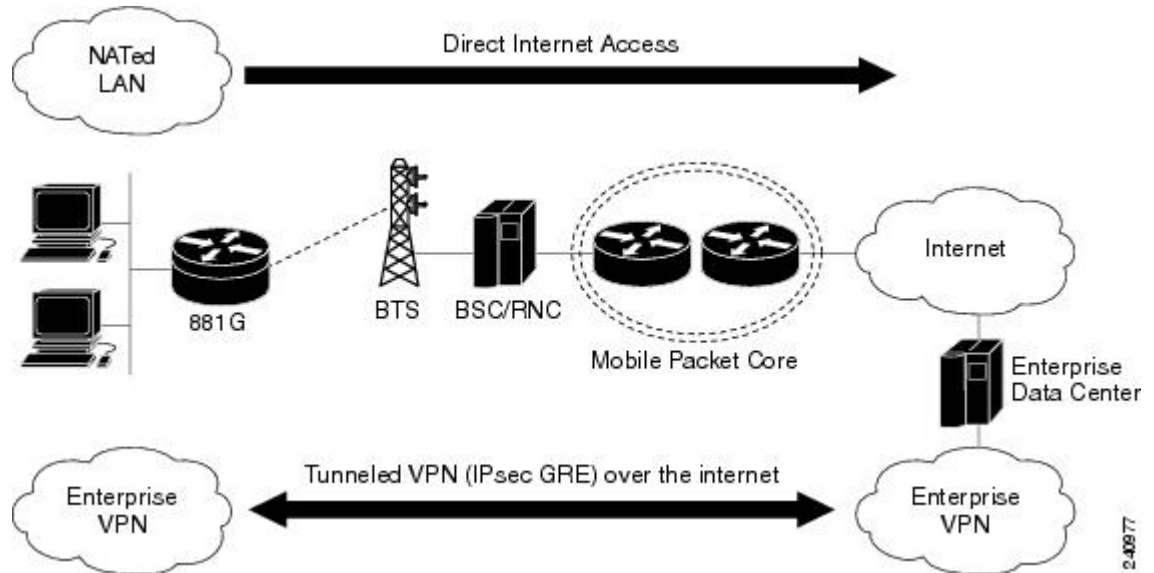 NATed
LAN
Direct Internet Access
881G
BTS
BSC/RNC
Mobile Packet Core
Internet
Enterprise
Data Center
Enterprise
VPN
Tunneled VPN (IPsec GRE) over the internet
Enterprise
VPN
240977